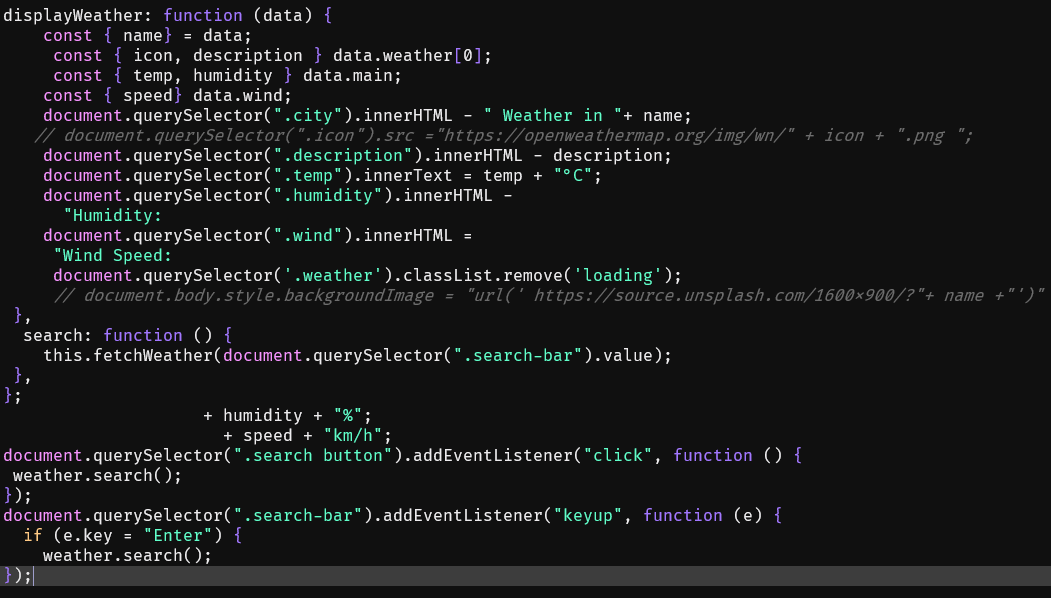 displayWeather: function (data) {
    const { name} = data;
     const { icon, description } data.weather[0];
     const { temp, humidity } data.main;
    const { speed} data.wind;
    document.querySelector(".city").innerHTML - " Weather in "+ name;
   // document.querySelector(".icon").src ="https://openweathermap.org/img/wn/" + icon + ".png ";
    document.querySelector(".description").innerHTML - description;
    document.querySelector(".temp").innerText = temp + "°C";
    document.querySelector(".humidity").innerHTML -
      "Humidity:
    document.querySelector(".wind").innerHTML =
     "Wind Speed:
     document.querySelector('.weather').classList.remove('loading');
     // document.body.style.backgroundImage = "url(' https://source.unsplash.com/1600×900/?"+ name +"')"
 },
  search: function () {
    this.fetchWeather(document.querySelector(".search-bar").value);
 },
};
                    + humidity + "%";
                      + speed + "km/h";
document.querySelector(".search button").addEventListener("click", function () {
 weather.search();
});
document.querySelector(".search-bar").addEventListener("keyup", function (e) {
  if (e.key = "Enter") {
    weather.search();
});